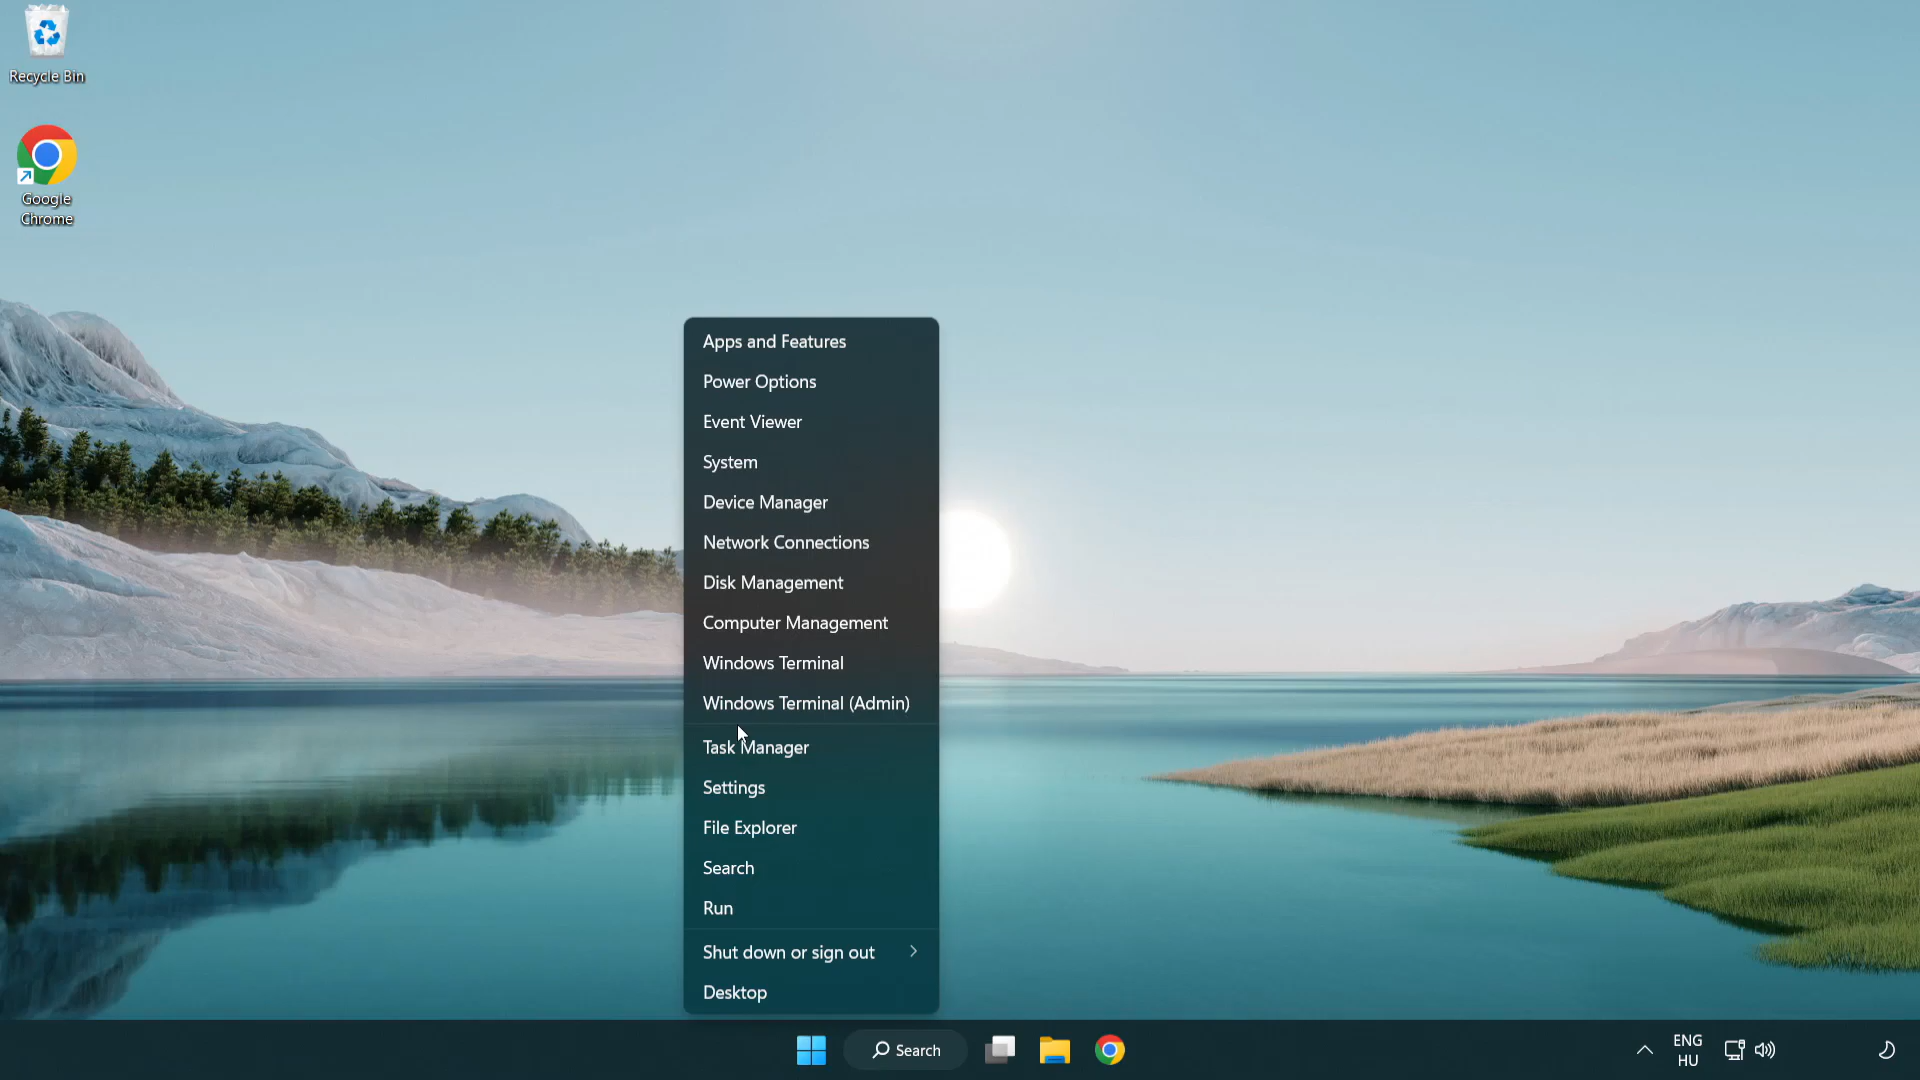 Recycle Bin
Google
Chrome
Apps and Features
Power Options
Event Viewer
System
Device Manager
Network Connections
Disk Management
Computer Management
Windows Terminal
Windows Terminal (Admin)
Task Manager
Settings
File Explorer
Search
Run
Shut down or sign out
Desktop
Search
ENG
HU